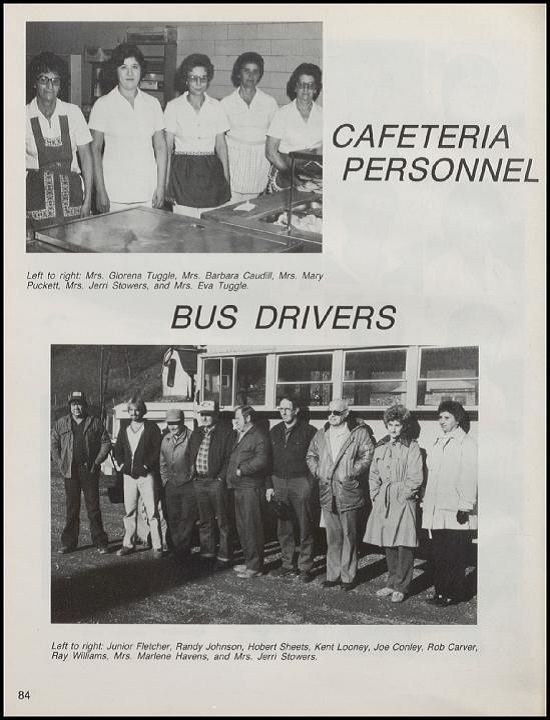 CAFETERIA
PERSONNEL
Left to right: Mrs. Glorena Tuggle, Mrs. Barbara Caudill, Mrs. Mary
Puckett, Mrs. Jerri Stowers, and Mrs. Eva Tuggle.
BUS DRIVERS
Left to right: Junior Fletcher, Randy Johnson, Hobert Sheets, Kent Looney, Joe Conley, Rob Carver,
Ray Williams, Mrs. Marlene Havens, and Mrs. Jerri Stowers.
84